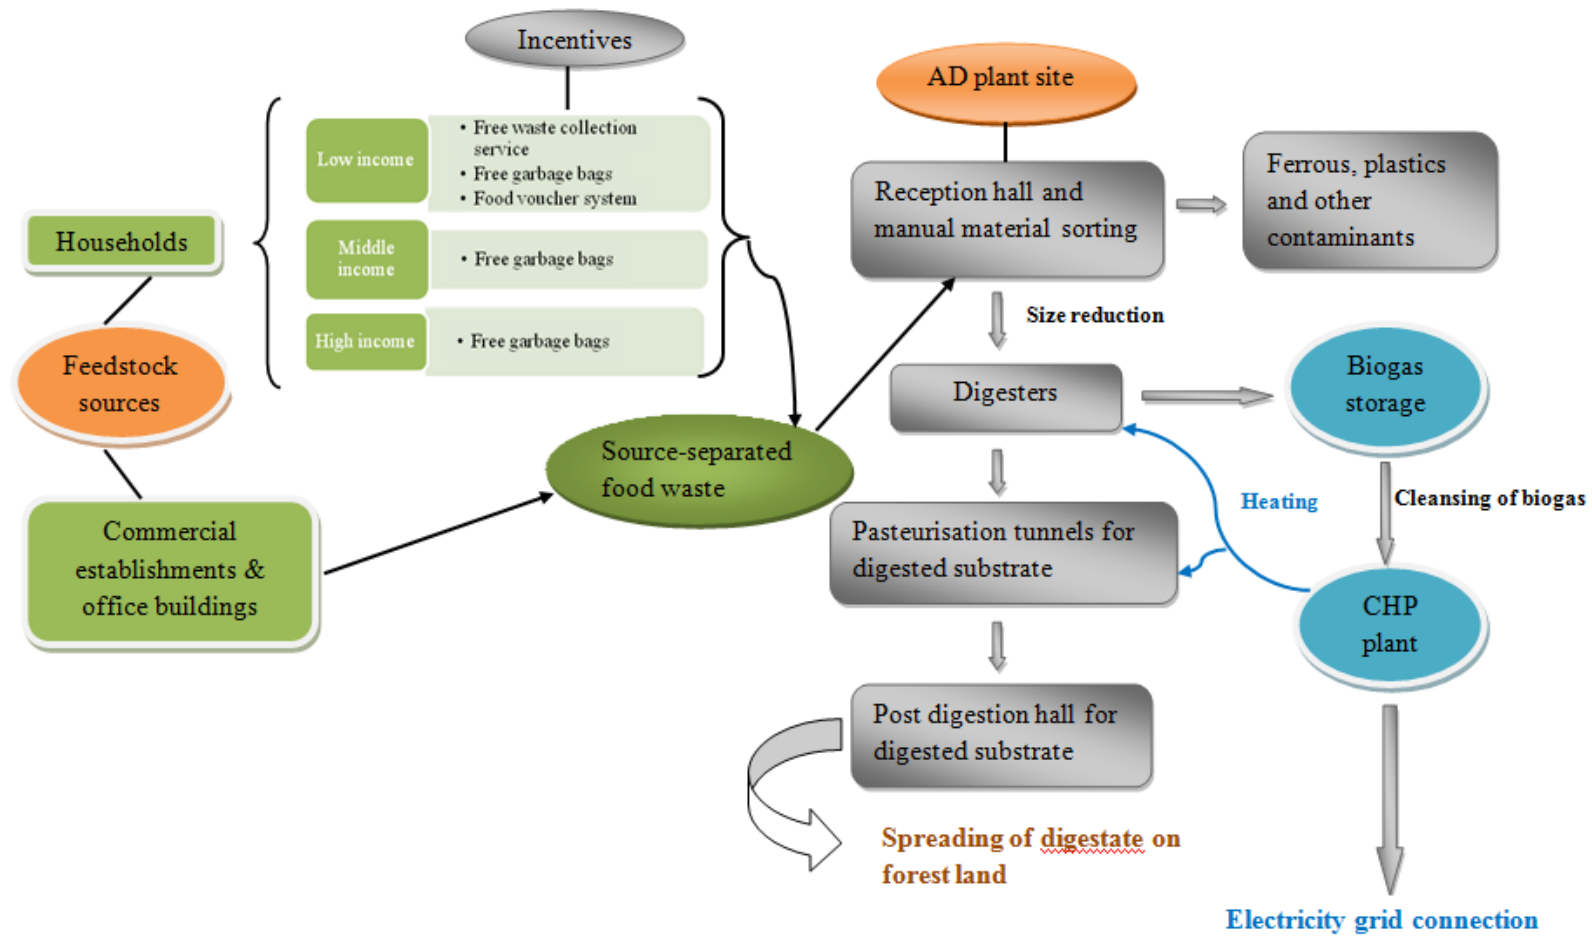 Incentives
Low income
• Free waste collection
service
• Free garbage bags
• Food voucher system
Middle
income
• Free garbage bags
High income
• Free garbage bags
Households
Feedstock
sources
Commercial
establishments &
office buildings
Source-separated
food waste
AD plant site
Reception hall and
manual material sorting
Ferrous, plastics
and other
contaminants
Size reduction
Digesters
Biogas
storage
Heating
Cleansing of biogas
Pasteurisation tunnels for
digested substrate
CHP
plant
Post digestion hall for
digested substrate
Spreading of digestate on
forest land
Electricity grid connection